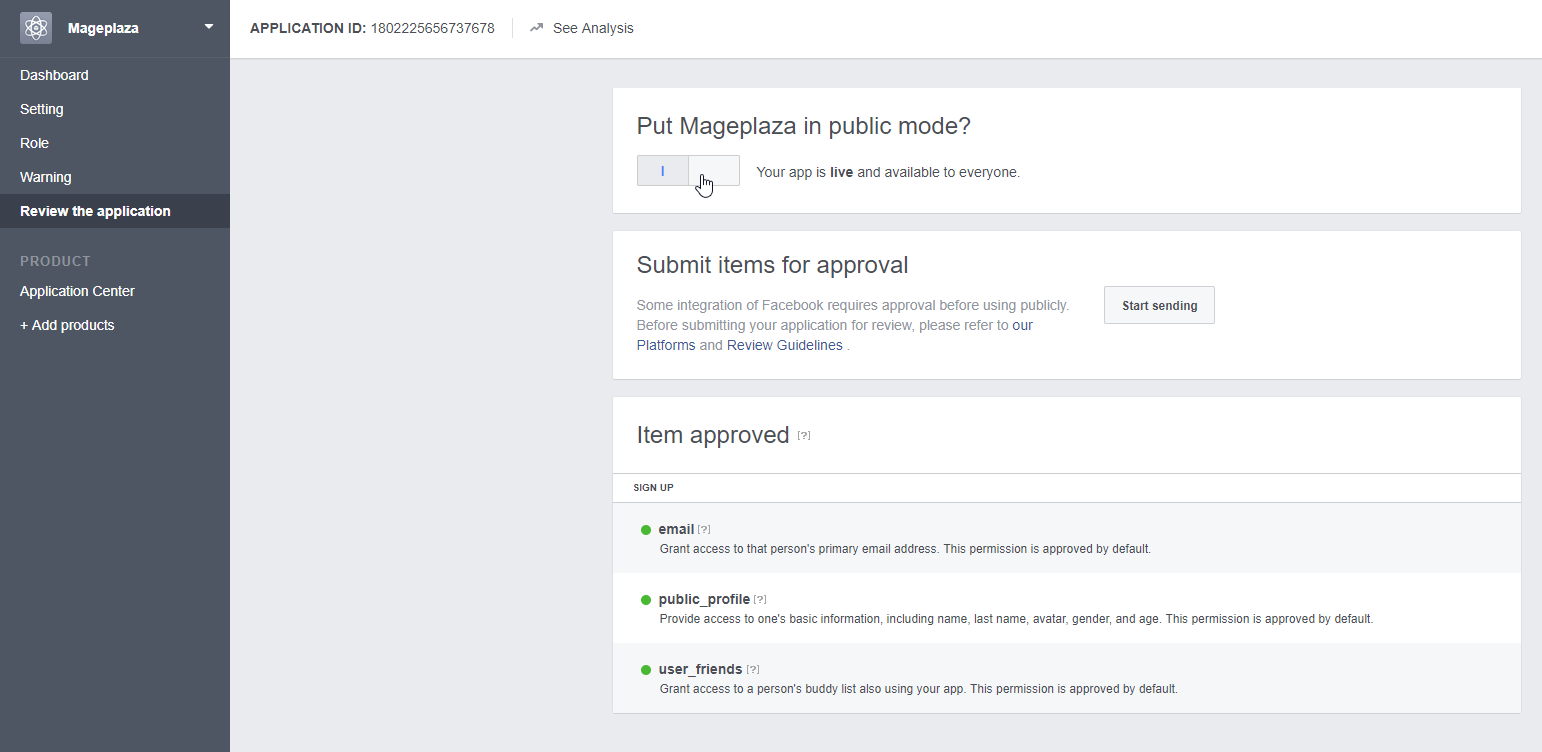 Mageplaza
APPLICATION ID: 1802225656737678
See Analysis
Dashboard
Setting
Role
Warning
Review the application
PRODUCT
Application Center
+ Add products
Put Mageplaza in public mode?
I
Your app is live and available to everyone.
Submit items for approval
Some integration of Facebook requires approval before using publicly.
Before submitting your application for review, please refer to our
Platforms and Review Guidelines .
Start sending
Item approved [?]
SIGN UP
email [?]
Grant access to that person's primary email address. This permission is approved by default.
public_profile [?]
Provide access to one's basic information, including name, last name, avatar, gender, and age. This permission is approved by default.
user_friends [?]
Grant access to a person's buddy list also using your app. This permission is approved by default.